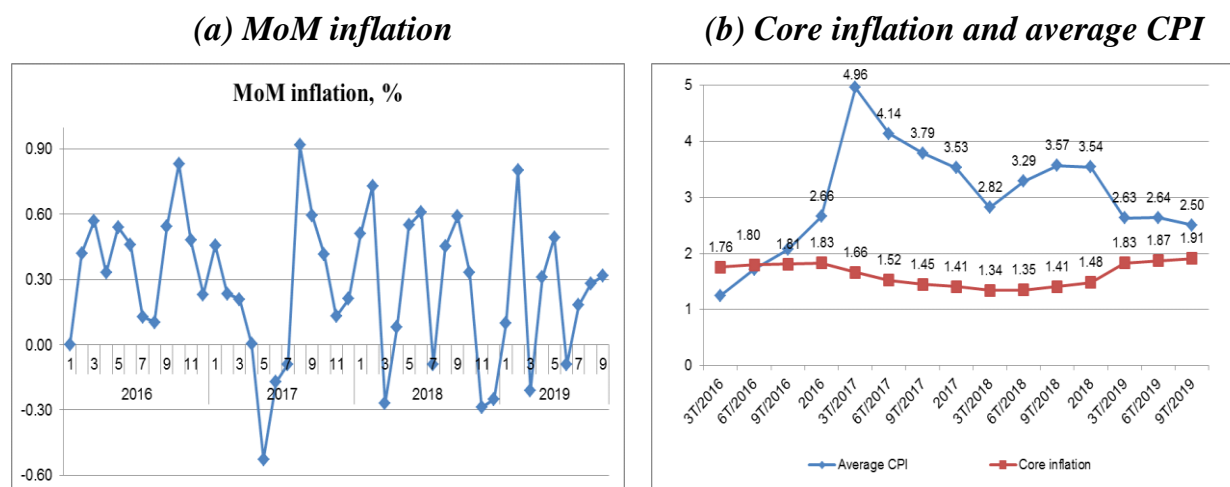 (a) MoM inflation
MoM inflation, %
0.90
0.60
0.30
0.00
-0.30
-0.60
1 3 5 7 9 11 1 3 5 7 9 11 1 3 5 7 9 11 1 3 5 7 9
2016 2017 2018 2019
(b) Core inflation and average CPI
5
4
3
2
1
0
4.96
4.14
3.79
3.53
3.57
3.54
3.29
2.82
2.66
2.63
2.64
2.50
1.76
1.80
1.81
1.83
1.66
1.52
1.45
1.41
1.34
1.35
1.41
1.48
1.83
1.87
1.91
3T/2016
6T/2016
9T/2016
2016
3T/2017
6T/2017
9T/2017
2017
3T/2018
6T/2018
9T/2018
2018
3T/2019
6T/2019
9T/2019
Average CPI
Core inflation